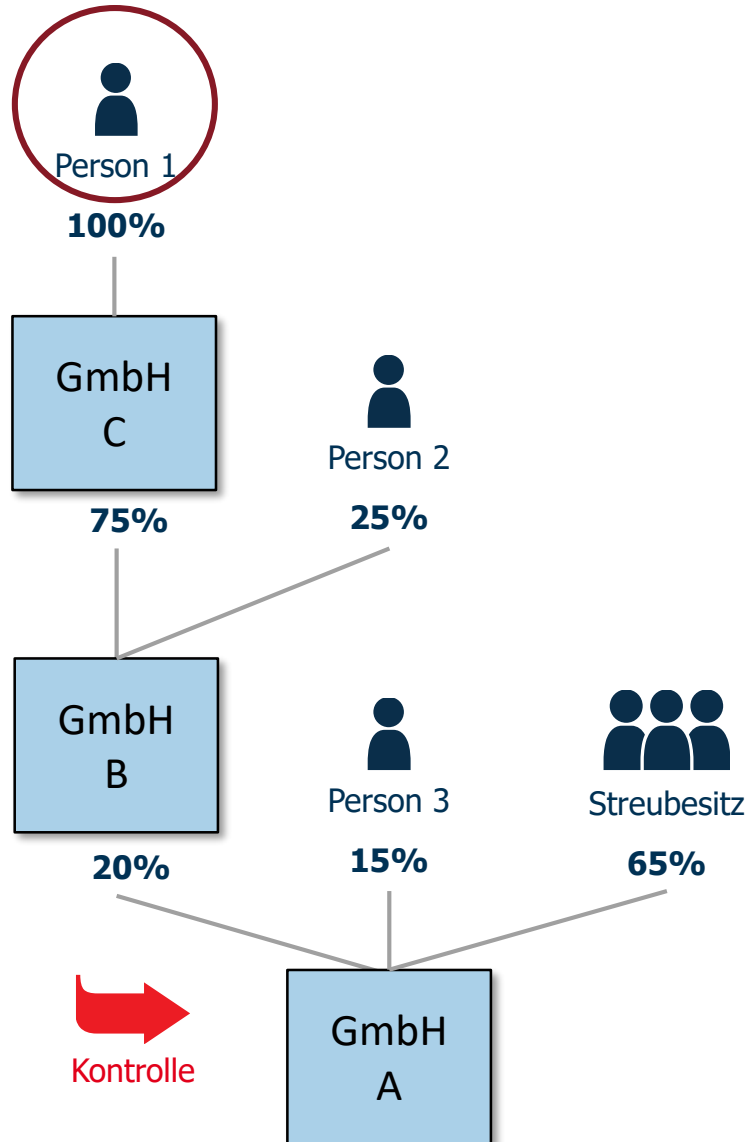 Person 1
100%
GmbH
C
Person 2
75%
25%
GmbH
B
Person 3
Streubesitz
20%
15%
65%
Kontrolle
GmbH
A